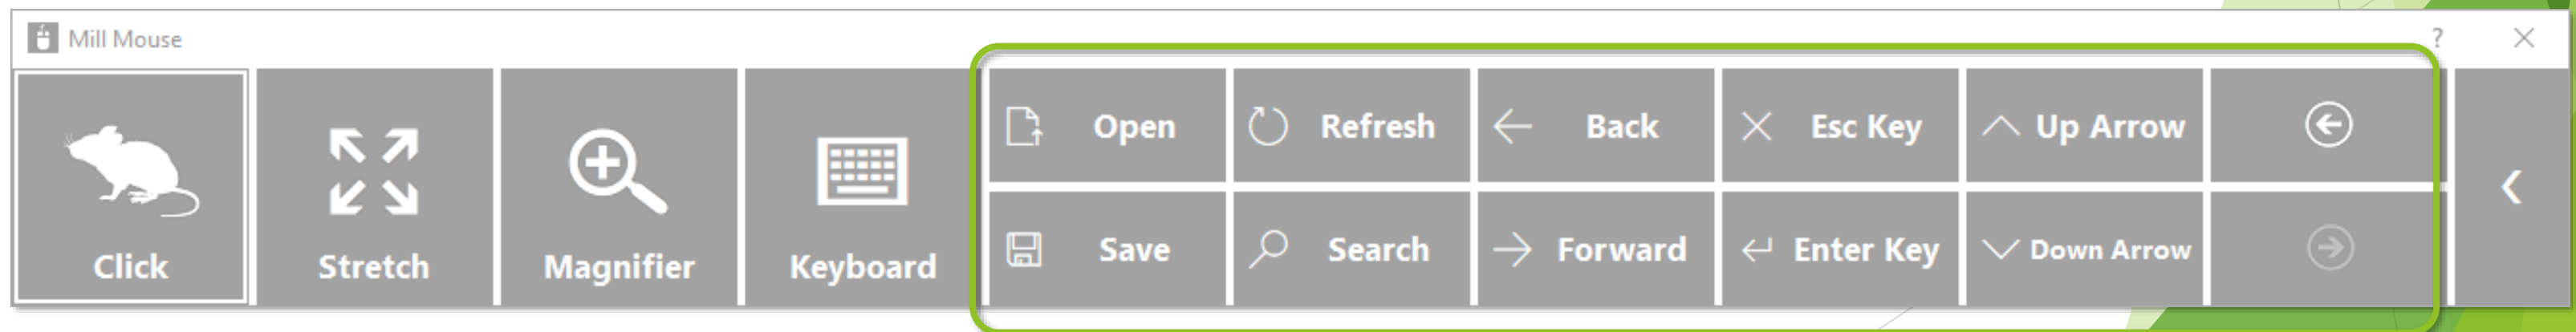 Mill Mouse ?
Open Refresh Back Esc Key Up Arrow
Save Search Forward Enter Key Down Arrow
Click Stretch Magnifier Keyboard